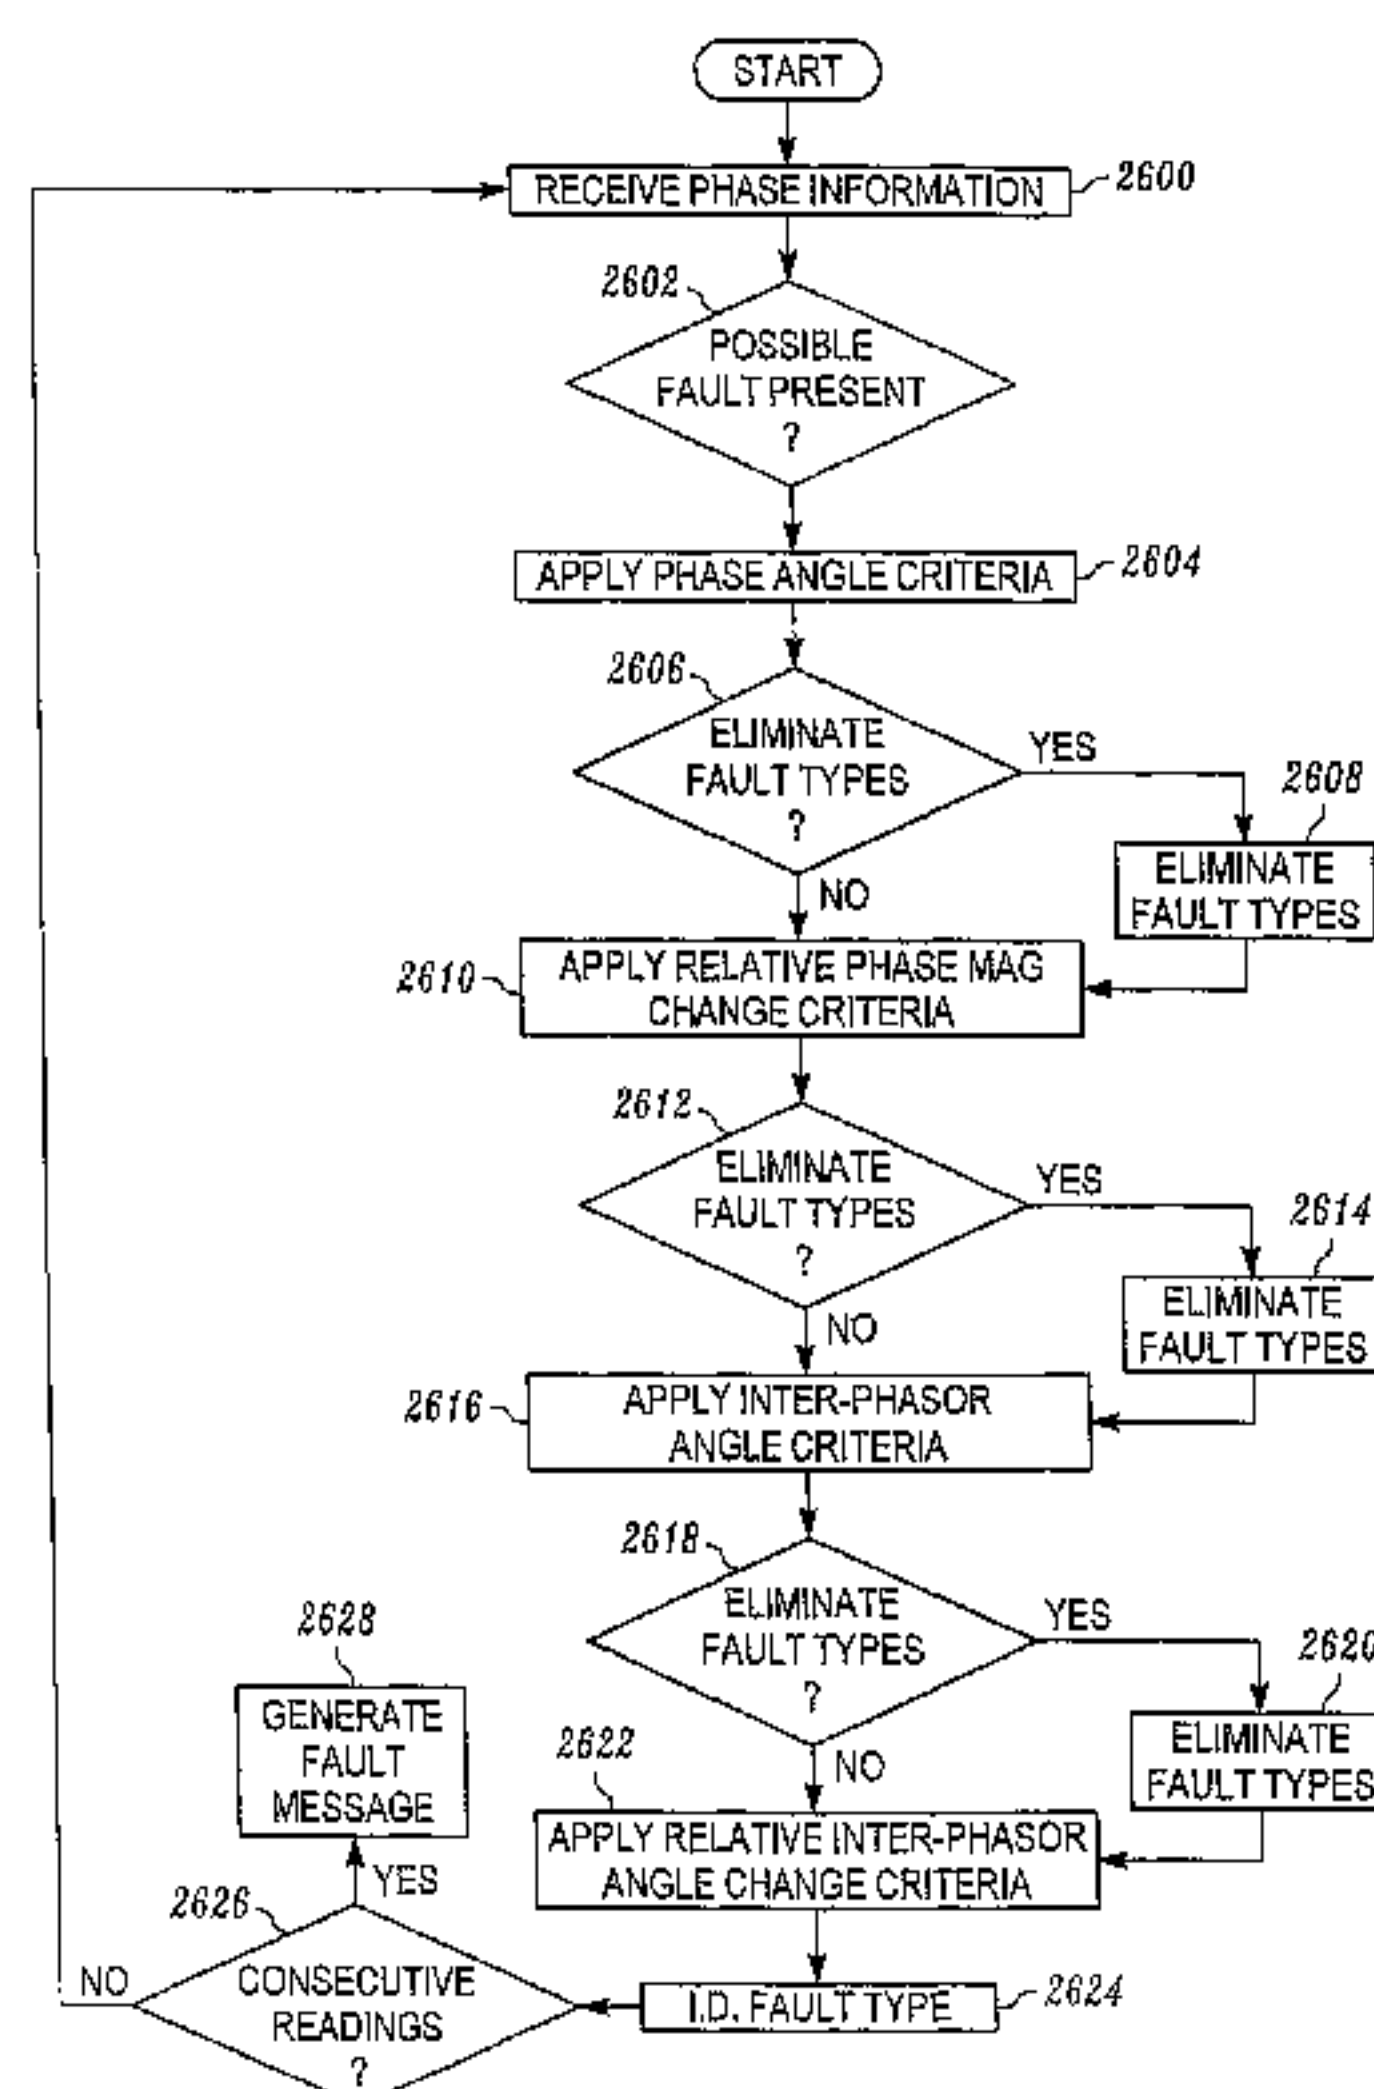 START
RECEIVE PHASE INFORMATION
2600
2602
POSSIBLE
FAULT PRESENT
?
APPLY PHASE ANGLE CRITERIA
2604
2606
ELIMINATE
FAULT TYPES
?
YES
2608
ELIMINATE
FAULT TYPES
NO
2610
APPLY RELATIVE PHASE MAG
CHANGE CRITERIA
2612
ELIMINATE
FAULT TYPES
?
YES
2614
ELIMINATE
FAULT TYPES
NO
2616
APPLY INTER-PHASOR
ANGLE CRITERIA
2618
ELIMINATE
FAULT TYPES
?
YES
2620
ELIMINATE
FAULT TYPES
NO
2622
APPLY RELATIVE INTER-PHASOR
ANGLE CHANGE CRITERIA
I.D. FAULT TYPE
2624
2626
CONSECUTIVE
READINGS
?
NO
YES
2628
GENERATE
FAULT
MESSAGE